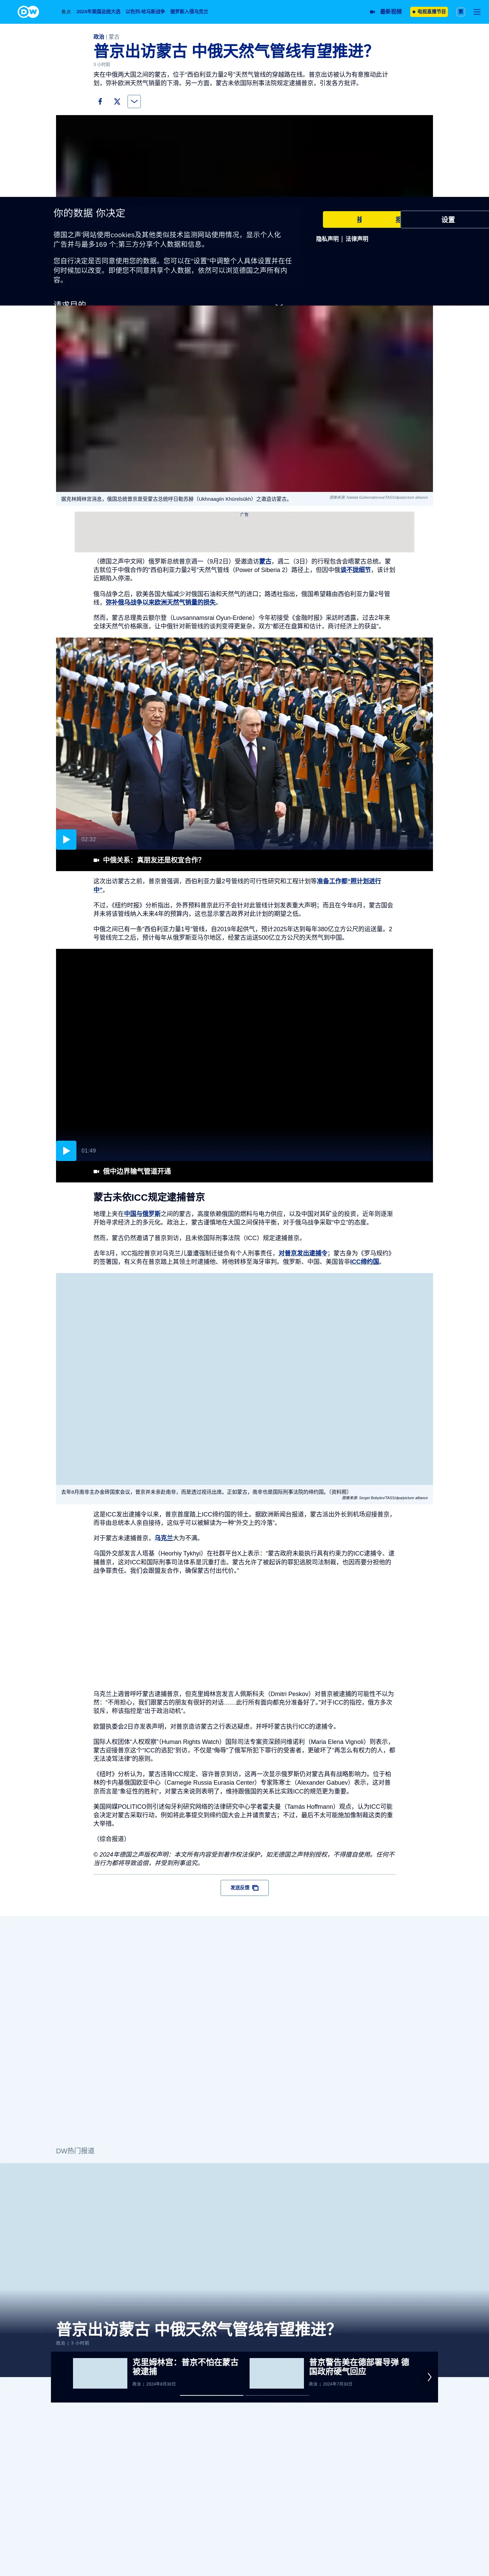 DW
焦点
2024年美国总统大选
以色列-哈马斯战争
俄罗斯入侵乌克兰
最新视频
电视直播节目
政治 | 蒙古
普京出访蒙古 中俄天然气管线有望推进?
3 小时前
夹在中俄两大国之间的蒙古，位于"西伯利亚力量2号"天然气管线的穿越路在线。普京出访被认为有意推动此计
划，弥补欧洲天然气销量的下滑。另一方面，蒙古未依国际刑事法院规定逮捕普京，引发各方批评。
你的数据 你决定
德国之声'网站使用cookies及其他类似技术监测网站使用情况，显示个人化
广告并与最多169 个;第三方分享个人数据和信息。
您自行决定是否同意使用您的数据。您可以在"设置"中调整个人具体设置并在任
何时候加以改变。即使您不同意共享个人数据，依然可以浏览德国之声所有内
容。
设置
隐私声明 | 法律声明
请求目的
据克林姆林宫消息，俄国总统普京是受蒙古总统呼日勒苏赫（Ukhnaagiin Khürelsükh）之邀造访蒙古。
广告
（德国之声中文网）俄罗斯总统普京週一（9月2日）受邀造访蒙古，週二（3日）的行程包含会晤蒙古总统。蒙
古就位于中俄合作的"西伯利亚力量2号"天然气管线（Power of Siberia 2）路径上，但因中俄谈不拢细节，该计划
近期陷入停滞。
俄乌战争之后，欧美各国大幅减少对俄国石油和天然气的进口；路透社指出，俄国希望藉由西伯利亚力量2号管
线，弥补俄乌战争以来欧洲天然气销量的损失。
然而，蒙古总理奥云额尔登（Luvsannamsrai Oyun-Erdene）今年初接受《金融时报》采访时透露，过去2年来
全球天然气价格飙涨，让中俄针对新管线的谈判变得更复杂，双方"都还在盘算和估计，商讨经济上的获益"。
02:32
中俄关系：真朋友还是权宜合作?
这次出访蒙古之前，普京曾强调，西伯利亚力量2号管线的可行性研究和工程计划等准备工作都"照计划进行
中"。
不过，《纽约时报》分析指出，外界预料普京此行不会针对此管线计划发表重大声明；而且在今年8月，蒙古国会
并未将该管线纳入未来4年的预算内，这也显示蒙古政界对此计划的期望之低。
中俄之间已有一条"西伯利亚力量1号"管线，自2019年起供气，预计2025年达到每年380亿立方公尺的运送量。2
号管线完工之后，预计每年从俄罗斯亚马尔地区，经蒙古运送500亿立方公尺的天然气到中国。
01:49
俄中边界输气管道开通
蒙古未依ICC规定逮捕普京
地理上夹在中国与俄罗斯之间的蒙古，高度依赖俄国的燃料与电力供应，以及中国对其矿业的投资，近年则逐渐
开始寻求经济上的多元化。政治上，蒙古谨慎地在大国之间保持平衡，对于俄乌战争采取"中立"的态度。
然而，蒙古仍然邀请了普京到访，且未依国际刑事法院（ICC）规定逮捕普京。
去年3月，ICC指控普京对乌克兰儿童遭强制迁徙负有个人刑事责任，对普京发出逮捕令；蒙古身为《罗马规约》
的签署国，有义务在普京踏上其领土时逮捕他、将他转移至海牙审判。俄罗斯、中国、美国皆非ICC缔约国。
去年8月南非主办金砖国家会议，普京并未亲赴南非，而是透过视讯出席。正如蒙古，南非也是国际刑事法院的缔约国。（资料照）
图像来源: Sergei Bobylov/TASS/dpa/picture alliance
这是ICC发出逮捕令以来，普京首度踏上ICC缔约国的领土。据欧洲新闻台报道，蒙古派出外长到机场迎接普京，
而非由总统本人亲自接待，这似乎可以被解读为一种"外交上的冷落"。
对于蒙古未逮捕普京，乌克兰大为不满。
乌国外交部发言人塔基（Heorhiy Tykhyi）在社群平台X上表示："蒙古政府未能执行具有约束力的ICC逮捕令、逮
捕普京，这对ICC和国际刑事司法体系是沉重打击。蒙古允许了被起诉的罪犯逃脱司法制裁，也因而要分担他的
战争罪责任。我们会跟盟友合作，确保蒙古付出代价。"
乌克兰上週曾呼吁蒙古逮捕普京，但克里姆林宫发言人佩斯科夫（Dmitri Peskov）对普京被逮捕的可能性不以为
然："不用担心，我们跟蒙古的朋友有很好的对话……此行所有面向都充分准备好了。"对于ICC的指控，俄方多次
驳斥，称该指控是"出于政治动机"。
欧盟执委会2日亦发表声明，对普京造访蒙古之行表达疑虑，并呼吁蒙古执行ICC的逮捕令。
国际人权团体"人权观察"（Human Rights Watch）国际司法专案资深顾问维诺利（Maria Elena Vignoli）则表示，
蒙古迎接普京这个"ICC的逃犯"到访，不仅是"侮辱"了俄军所犯下罪行的受害者，更破坏了"再怎么有权力的人，都
无法凌驾法律"的原则。
《纽时》分析认为，蒙古违背ICC规定、容许普京到访，这再一次显示俄罗斯仍对蒙古具有战略影响力。位于柏
林的卡内基俄国欧亚中心（Carnegie Russia Eurasia Center）专家陈寒士（Alexander Gabuev）表示，这对普
京而言是"象征性的胜利"，对蒙古来说则表明了，维持跟俄国的关系比实践ICC的规范更为重要。
美国网媒POLITICO则引述匈牙利研究网络的法律研究中心学者霍夫曼（Tamás Hoffmann）观点，认为ICC可能
会决定对蒙古采取行动，例如将此事提交到缔约国大会上并谴责蒙古；不过，最后不太可能施加像制裁这类的重
大举措。
（综合报道）
© 2024年德国之声版权声明：本文所有内容受到著作权法保护，如无德国之声特别授权，不得擅自使用。任何不
当行为都将导致追偿，并受到刑事追究。
发送反馈
DW热门报道
普京出访蒙古 中俄天然气管线有望推进?
政治 | 3 小时前
克里姆林宫：普京不怕在蒙古
被逮捕
政治 | 2024年8月30日
普京警告美在德部署导弹 德
国政府硬气回应
政治 | 2024年7月30日